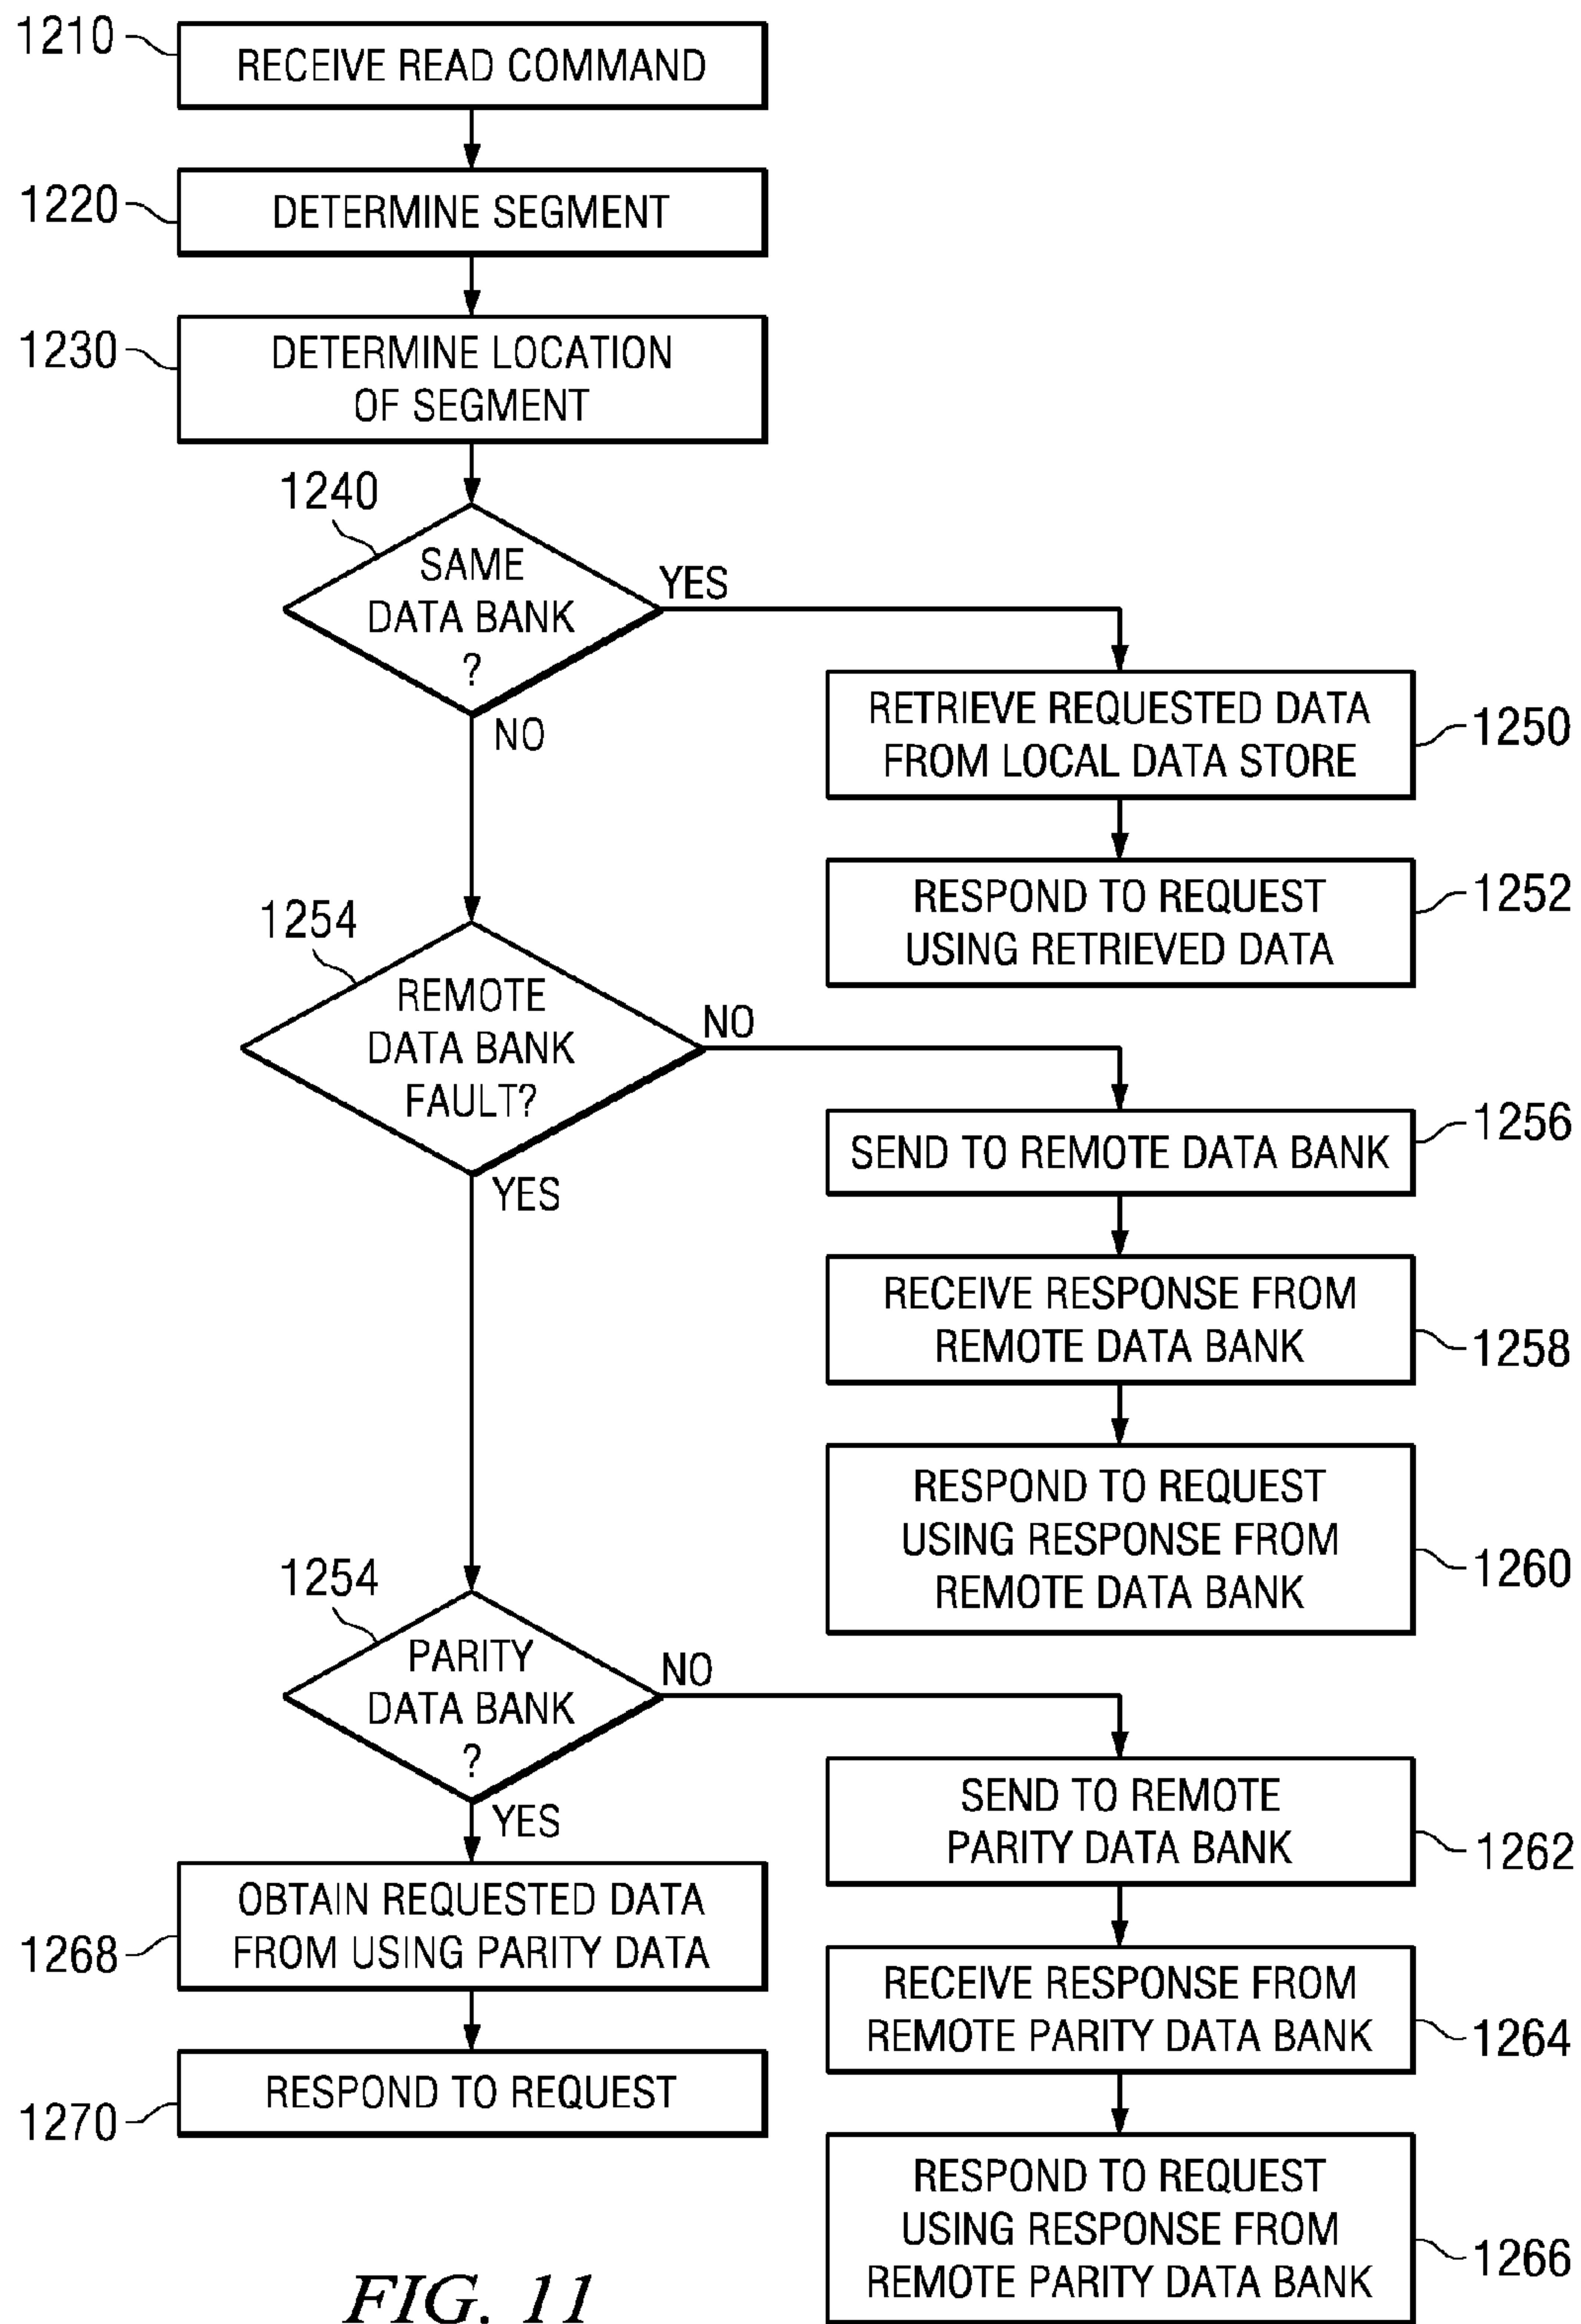 1210
RECEIVE READ COMMAND
1220
DETERMINE SEGMENT
1230
DETERMINE LOCATION
OF SEGMENT
1240
SAME
DATA BANK
?
YES
NO
RETRIEVE REQUESTED DATA
FROM LOCAL DATA STORE
1250
RESPOND TO REQUEST
USING RETRIEVED DATA
1252
1254
REMOTE
DATA BANK
FAULT?
NO
YES
SEND TO REMOTE DATA BANK
1256
RECEIVE RESPONSE FROM
REMOTE DATA BANK
1258
RESPOND TO REQUEST
USING RESPONSE FROM
REMOTE DATA BANK
1260
1254
PARITY
DATA BANK
?
NO
YES
SEND TO REMOTE
PARITY DATA BANK
1262
RECEIVE RESPONSE FROM
REMOTE PARITY DATA BANK
1264
RESPOND TO REQUEST
USING RESPONSE FROM
REMOTE PARITY DATA BANK
1266
OBTAIN REQUESTED DATA
FROM USING PARITY DATA
1268
RESPOND TO REQUEST
1270
FIG. 11